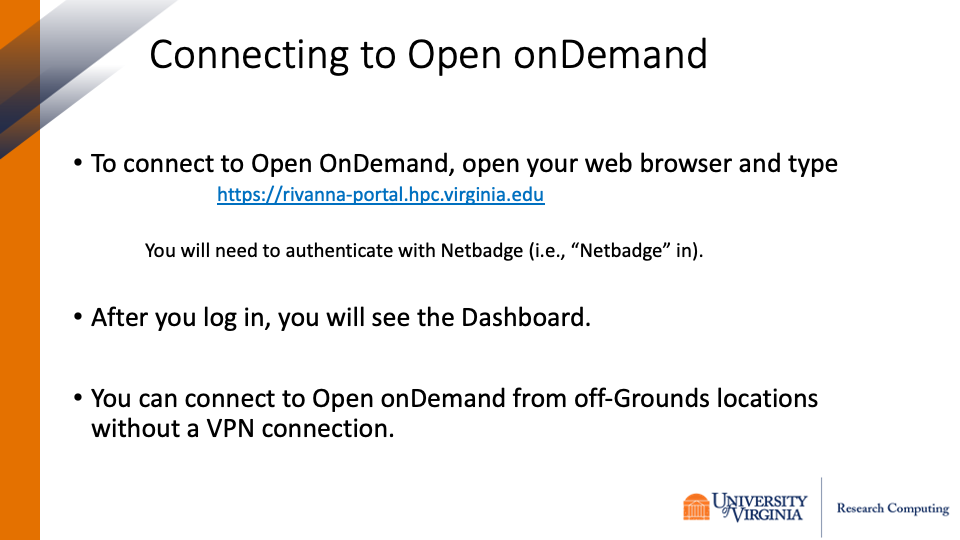 Connecting to Open onDemand
• To connect to Open OnDemand, open your web browser and type
https://rivanna-portal.hpc.virginia.edu
You will need to authenticate with Netbadge (i.e., “Netbadge” in).
• After you log in, you will see the Dashboard.
• You can connect to Open onDemand from off-Grounds locations
without a VPN connection.
UNIVERSITY
of VIRGINIA
Research Computing